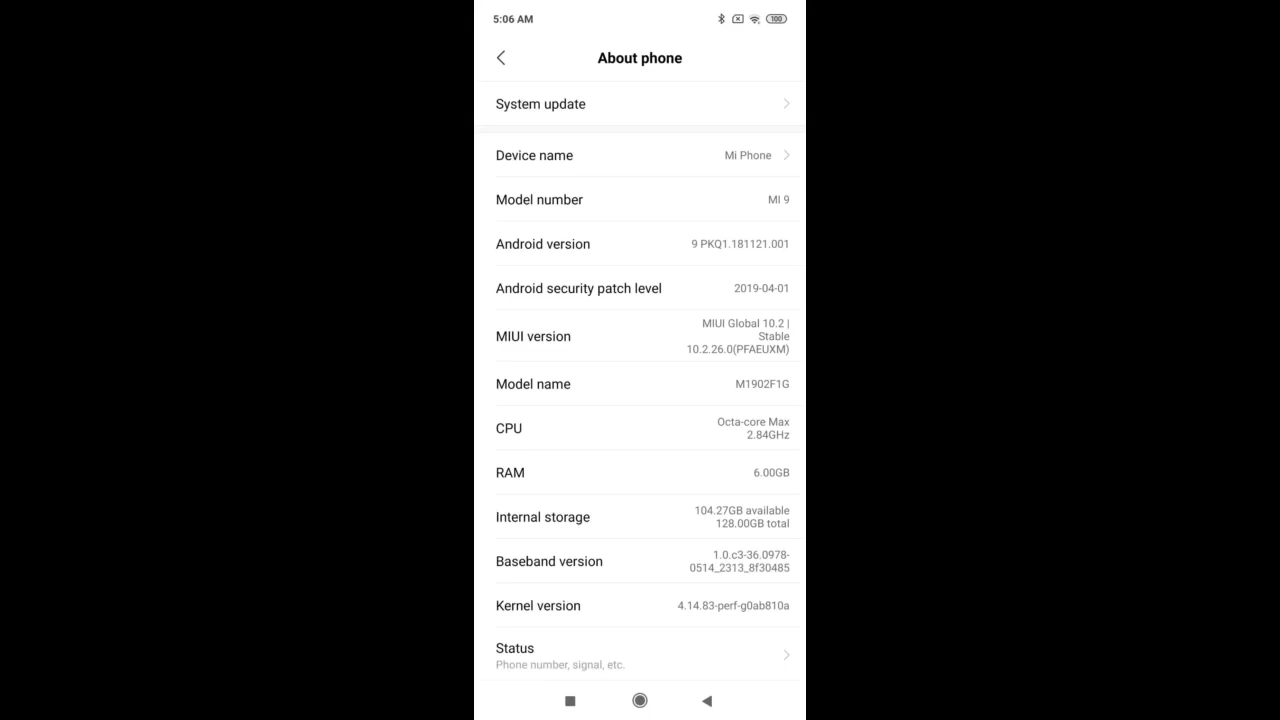 5:06 AM
100
About phone
System update
Device name
Mi Phone
Model number
MI 9
Android version
9 PKQ1.181121.001
Android security patch level
2019-04-01
MIUI version
MIUI Global 10.2 |
Stable
10.2.26.0(PFAEUXM)
Model name
M1902F1G
CPU
Octa-core Max
2.84GHz
RAM
6.00GB
Internal storage
104.27GB available
128.00GB total
Baseband version
1.0.c3-36.0978-
0514_2313_8f30485
Kernel version
4.14.83-perf-g0ab810a
Status
Phone number, signal, etc.